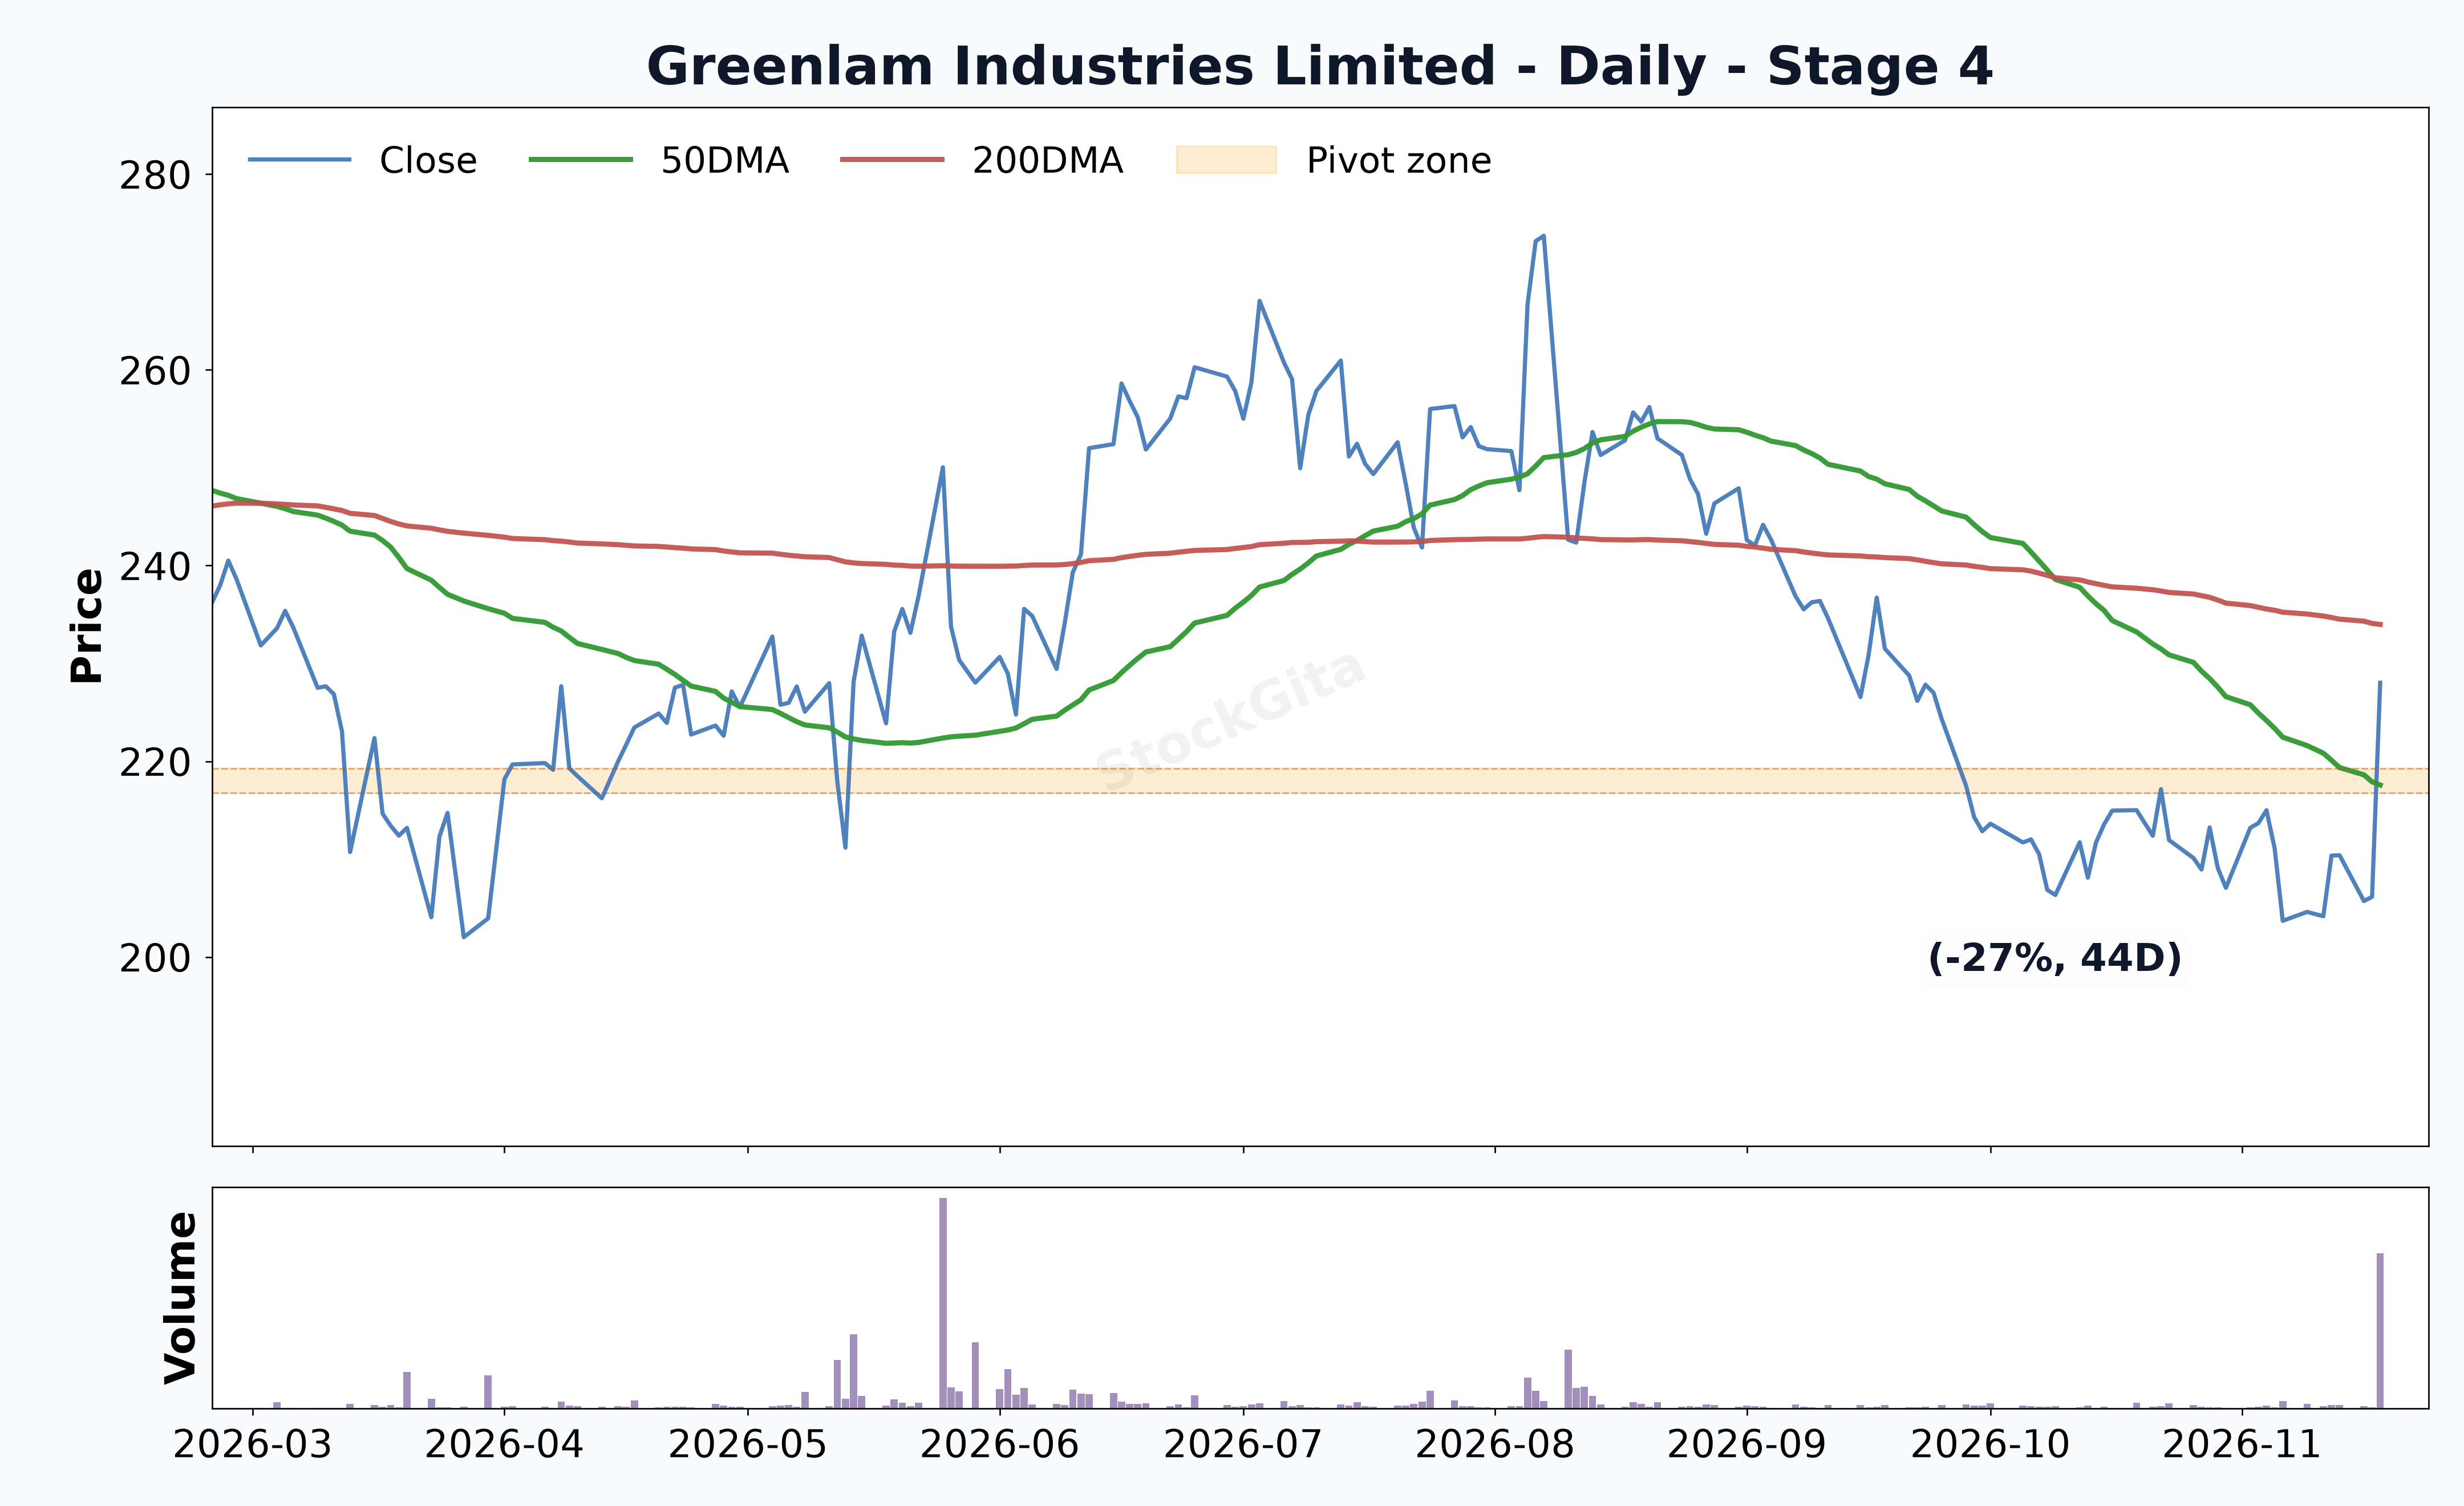 Greenlam Industries Limited - Daily - Stage 4
Close 50DMA 200DMA Pivot zone
280
260
240
220
200
Price
StockGita
(-27%, 44D)
Volume
2026-03 2026-04 2026-05 2026-06 2026-07 2026-08 2026-09 2026-10 2026-11